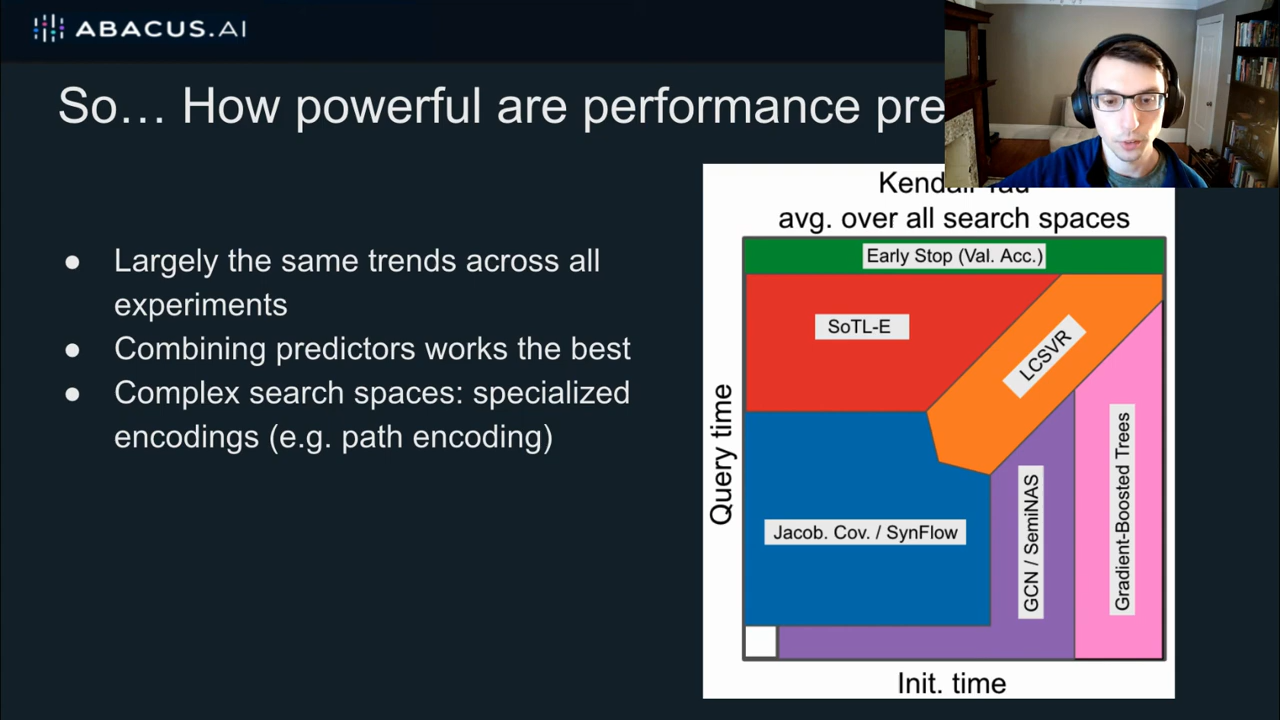 ABACUS.AI
So… How powerful are performance pre
● Largely the same trends across all
experiments
● Combining predictors works the best
● Complex search spaces: specialized
encodings (e.g. path encoding)
Kendall Tau
avg. over all search spaces
Early Stop (Val. Acc.)
SoTL-E
LCSVR
Query time
Jacob. Cov. / SynFlow
GCN / SemiNAS
Gradient-Boosted Trees
Init. time